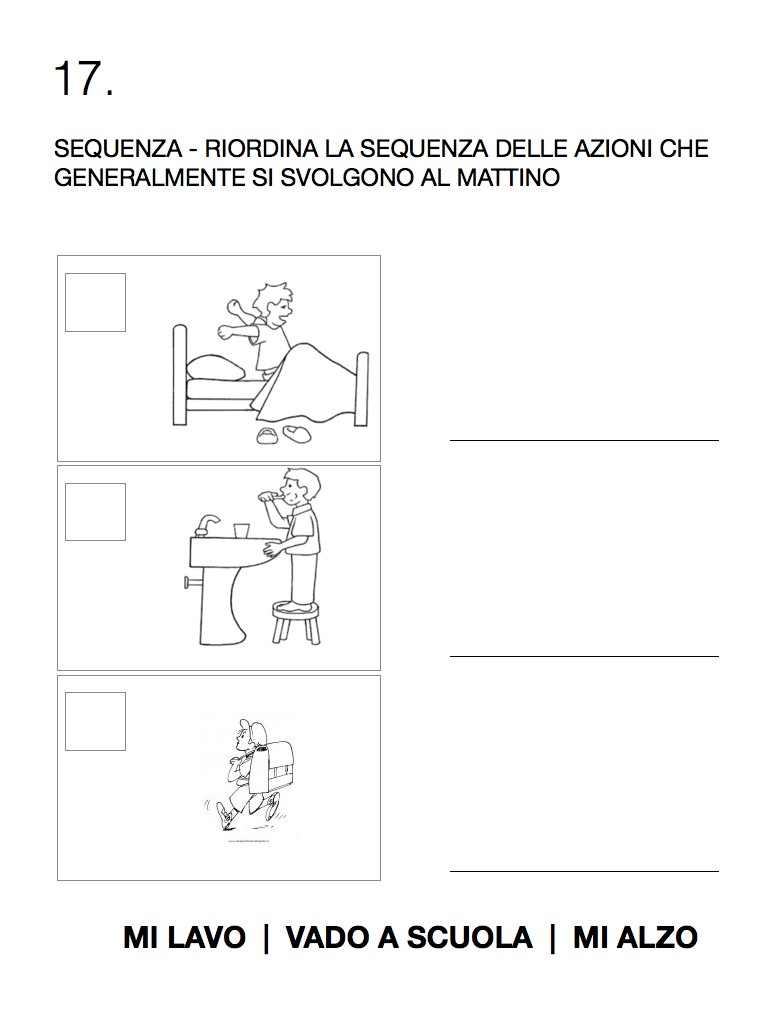 17.
SEQUENZA - RIORDINA LA SEQUENZA DELLE AZIONI CHE
GENERALMENTE SI SVOLGONO AL MATTINO
MI LAVO | VADO A SCUOLA | MI ALZO